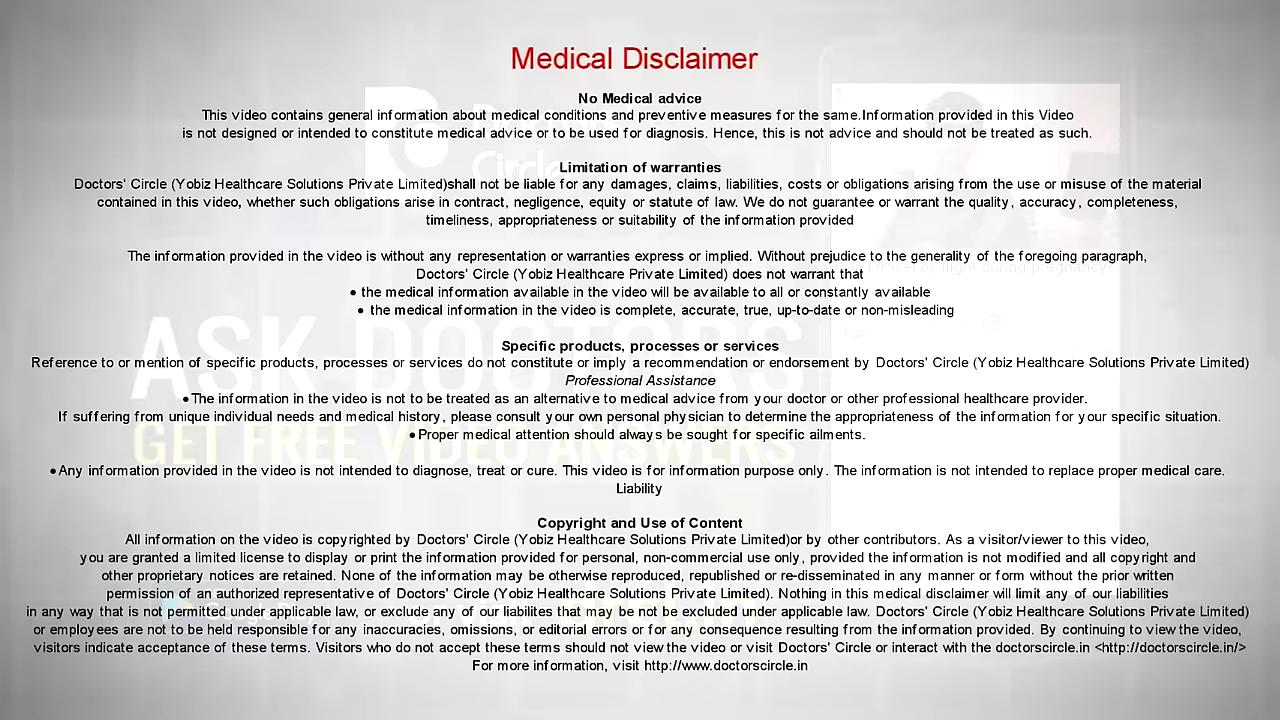 Medical Disclaimer
No Medical advice
This video contains general information about medical conditions and preventive measures for the same.Information provided in this Video
is not designed or intended to constitute medical advice or to be used for diagnosis. Hence, this is not advice and should not be treated as such.
Limitation of warranties
Doctors' Circle (Yobiz Healthcare Solutions Private Limited)shall not be liable for any damages, claims, liabilities, costs or obligations arising from the use or misuse of the material
contained in this video, whether such obligations arise in contract, negligence, equity or statute of law. We do not guarantee or warrant the quality, accuracy, completeness,
timeliness, appropriateness or suitability of the information provided
The information provided in the video is without any representation or warranties express or implied. Without prejudice to the generality of the foregoing paragraph,
Doctors' Circle (Yobiz Healthcare Private Limited) does not warrant that
• the medical information available in the video will be available to all or constantly available
• the medical information in the video is complete, accurate, true, up-to-date or non-misleading
Specific products, processes or services
Reference to or mention of specific products, processes or services do not constitute or imply a recommendation or endorsement by Doctors' Circle (Yobiz Healthcare Solutions Private Limited)
Professional Assistance
•The information in the video is not to be treated as an alternative to medical advice from your doctor or other professional healthcare provider.
If suffering from unique individual needs and medical history, please consult your own personal physician to determine the appropriateness of the information for your specific situation.
•Proper medical attention should always be sought for specific ailments.
•Any information provided in the video is not intended to diagnose, treat or cure. This video is for information purpose only. The information is not intended to replace proper medical care.
Liability
Copyright and Use of Content
All information on the video is copyrighted by Doctors' Circle (Yobiz Healthcare Solutions Private Limited)or by other contributors. As a visitor/viewer to this video,
you are granted a limited license to display or print the information provided for personal, non-commercial use only, provided the information is not modified and all copyright and
other proprietary notices are retained. None of the information may be otherwise reproduced, republished or re-disseminated in any manner or form without the prior written
permission of an authorized representative of Doctors' Circle (Yobiz Healthcare Solutions Private Limited). Nothing in this medical disclaimer will limit any of our liabilities
in any way that is not permitted under applicable law, or exclude any of our liabilites that may be not be excluded under applicable law. Doctors' Circle (Yobiz Healthcare Solutions Private Limited)
or employees are not to be held responsible for any inaccuracies, omissions, or editorial errors or for any consequence resulting from the information provided. By continuing to view the video,
visitors indicate acceptance of these terms. Visitors who do not accept these terms should not view the video or visit Doctors' Circle or interact with the doctorscircle.in <http://doctorscircle.in/>
For more information, visit http://www.doctorscircle.in
Circle
ASK DOCTORS
GET FREE VIDEO ANSWERS
Google Play